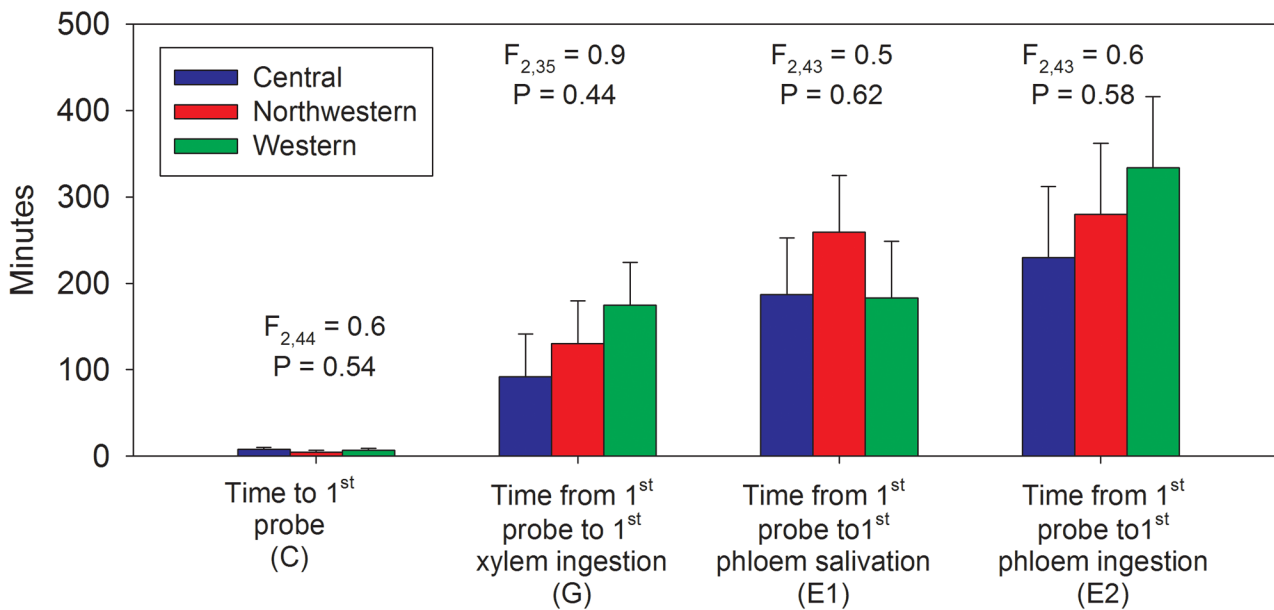 500
400
300
200
100
0
Minutes
Central
Northwestern
Western
F2,44 = 0.6
P = 0.54
F2,35 = 0.9
P = 0.44
F2,43 = 0.5
P = 0.62
F2,43 = 0.6
P = 0.58
Time to 1st
probe
(C)
Time from 1st
probe to 1st
xylem ingestion
(G)
Time from 1st
probe to1st
phloem salivation
(E1)
Time from 1st
probe to1st
phloem ingestion
(E2)